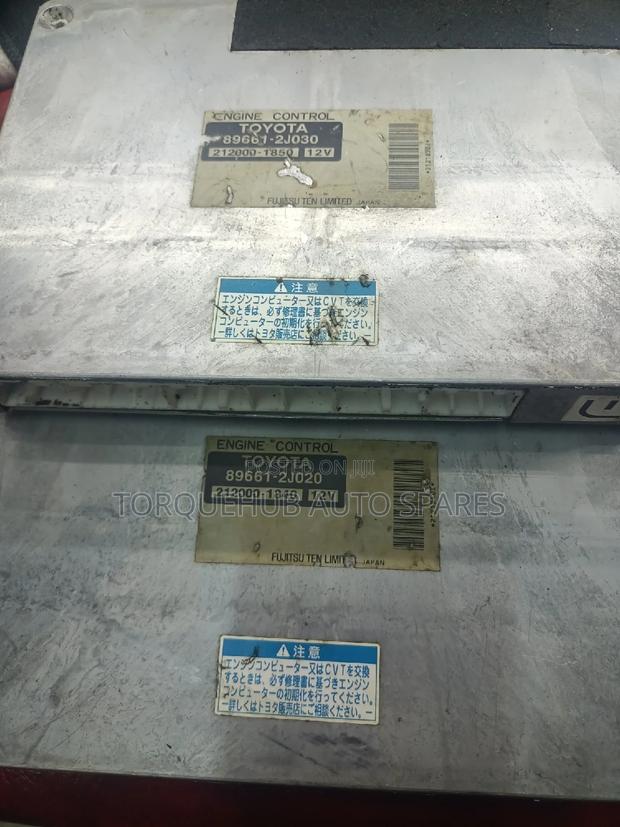 ENGINE CONTROL
TOYOTA
89661-2J030
212000-1850 12V
FUJITSU TEN LIMITED JAPAN
注意
エンジンコンピューター又はCVTを交換
するときは、必ず修理書に基づきエンジン
コンピューターの初期化を行ってください。
ー詳しくはトヨタ販売店にご相談ください。ー
ENGINE CONTROL
TOYOTA
POSTED ON JIJI
89661-2J020
212000-1840 12V
TORQUEHUB AUTO SPARES
FUJITSU TEN LIMITED JAPAN
注意
エンジンコンピューター又はCVTを交換
するときは、必ず修理書に基づきエンジン
コンピューターの初期化を行ってください。
ー詳しくはトヨタ販売店にご相談ください。ー